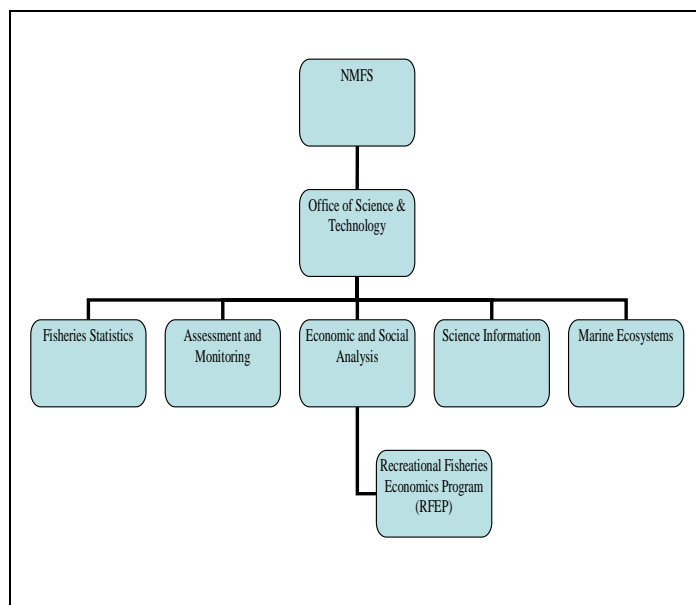 NMFS
Office of Science &
Technology
Fisheries Statistics
Assessment and
Monitoring
Economic and Social
Analysis
Science Information
Marine Ecosystems
Recreational Fisheries
Economics Program
(RFEP)